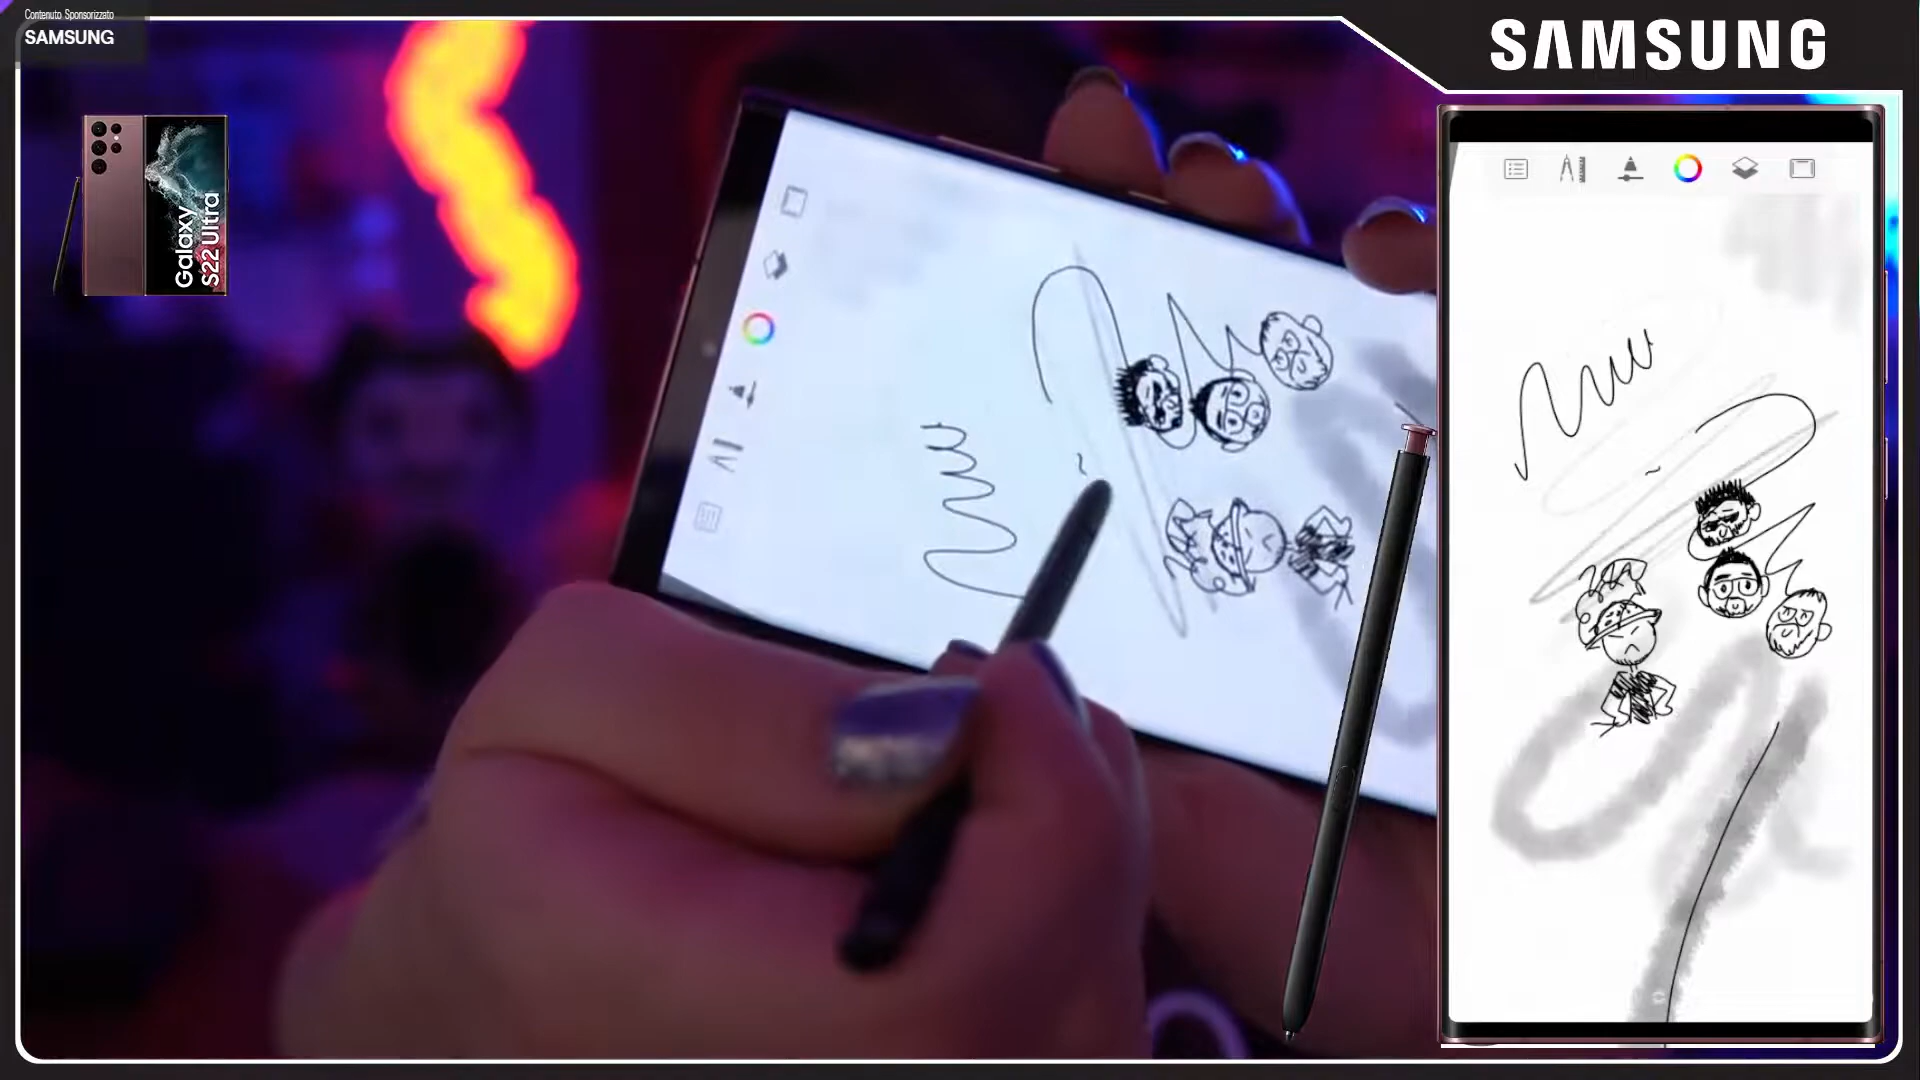 Contenuto Sponsorizzato
SAMSUNG
SAMSUNG
Galaxy
S22 Ultra